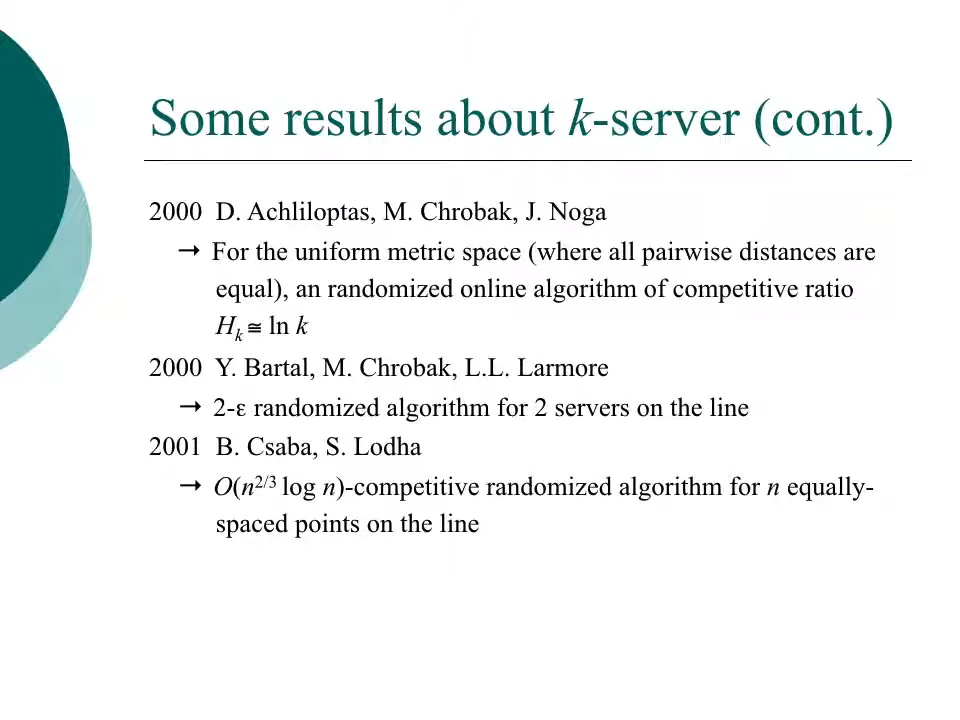 Some results about k-server (cont.)
2000 D. Achliloptas, M. Chrobak, J. Noga
→ For the uniform metric space (where all pairwise distances are
equal), an randomized online algorithm of competitive ratio
Hₖ ≅ ln k
2000 Y. Bartal, M. Chrobak, L.L. Larmore
→ 2-ε randomized algorithm for 2 servers on the line
2001 B. Csaba, S. Lodha
→ O(n²ᐟ³ log n)-competitive randomized algorithm for n equally-
spaced points on the line